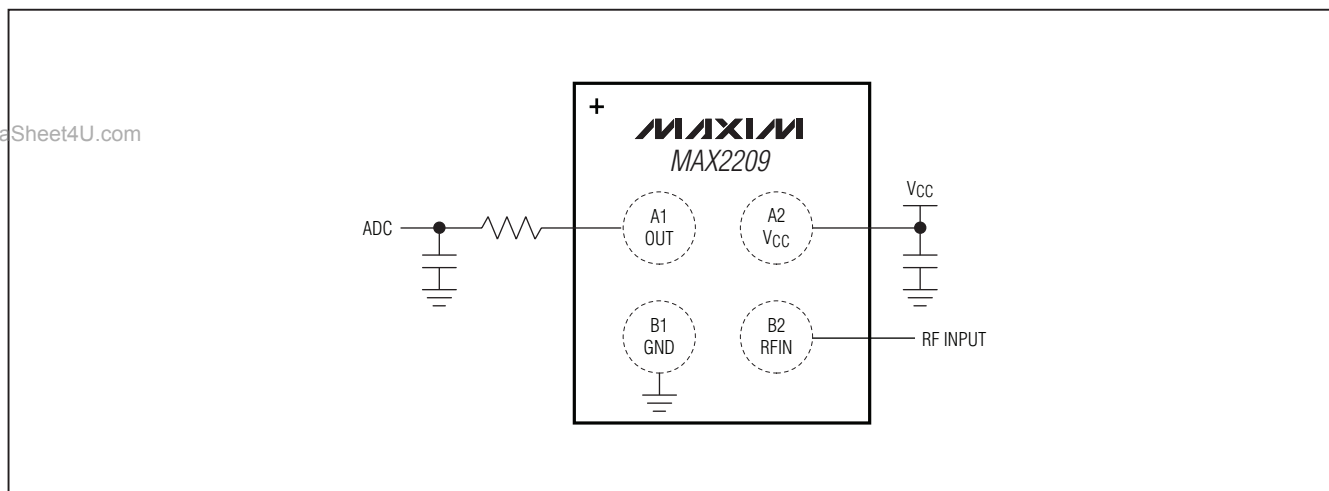 aSheet4U.com
+
MAXIM
MAX2209
VCC
ADC
A1
OUT
A2
VCC
B1
GND
B2
RFIN
RF INPUT